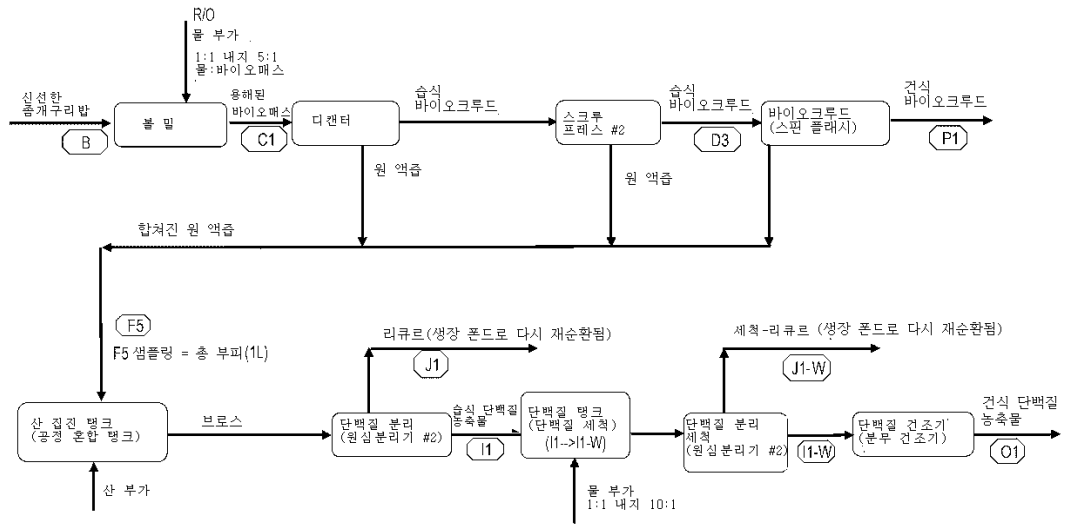 R/O
물 부가
1:1 내지 5:1
물:바이오매스
신선한
좀개구리밥
B
볼 밀
용해된
바이오매스
C1
디캔터
습식
바이오크루드
스크루
프레스 #2
습식
바이오크루드
D3
바이오크루드
(스핀 플래시)
건식
바이오크루드
P1
원 액즙
원 액즙
합쳐진 원 액즙
F5
F5 샘플링 = 총 부피(1L)
리큐르(생장 폰드로 다시 재순환됨)
J1
세척-리큐르 (생장 폰드로 다시 재순환됨)
J1-W
산 집진 탱크
(공정 혼합 탱크)
브로스
단백질 분리
(원심분리기 #2)
습식 단백질
농축물
I1
단백질 탱크
(단백질 세척)
(I1-->I1-W)
단백질 분리
세척
(원심분리기 #2)
I1-W
단백질 건조기
(분무 건조기)
건식 단백질
농축물
O1
산 부가
물 부가
1:1 내지 10:1